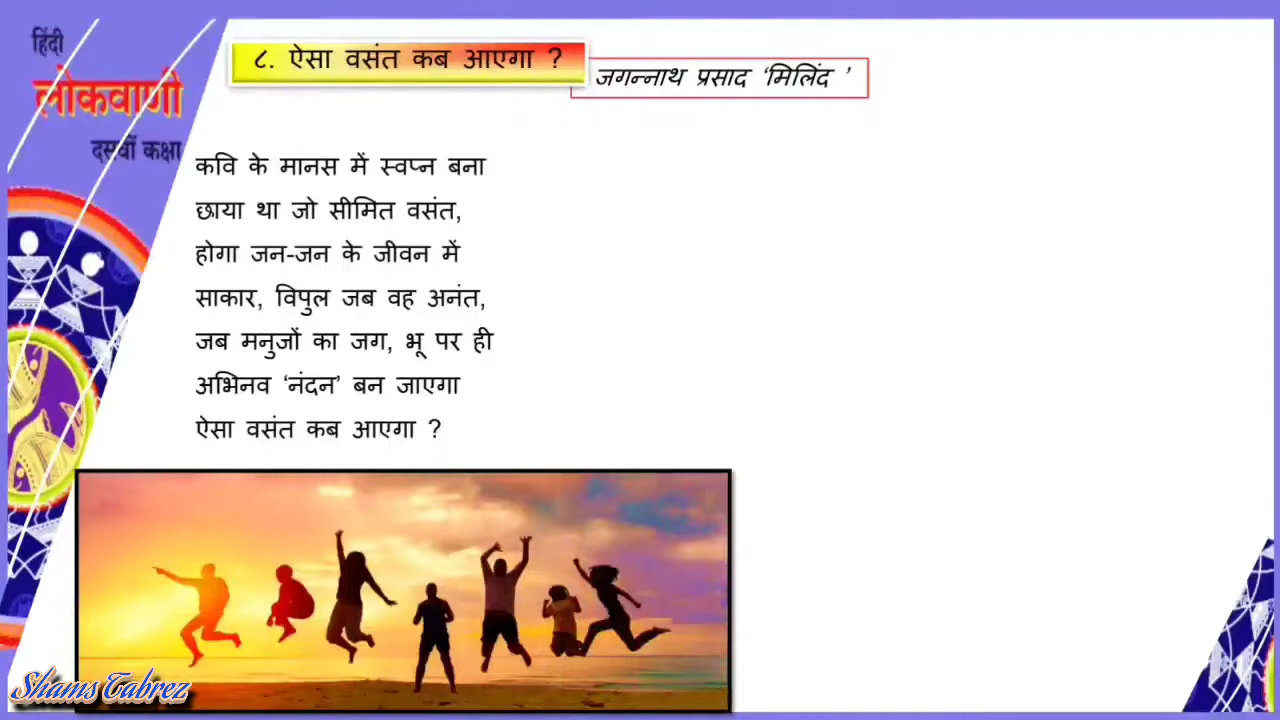 हिंदी
लोकवाणी
दसवीं कक्षा
८. ऐसा वसंत कब आएगा ?
जगन्नाथ प्रसाद ‘मिलिंद ’
कवि के मानस में स्वप्न बना
छाया था जो सीमित वसंत,
होगा जन-जन के जीवन में
साकार, विपुल जब वह अनंत,
जब मनुजों का जग, भू पर ही
अभिनव ‘नंदन’ बन जाएगा
ऐसा वसंत कब आएगा ?
Shams Tabrez